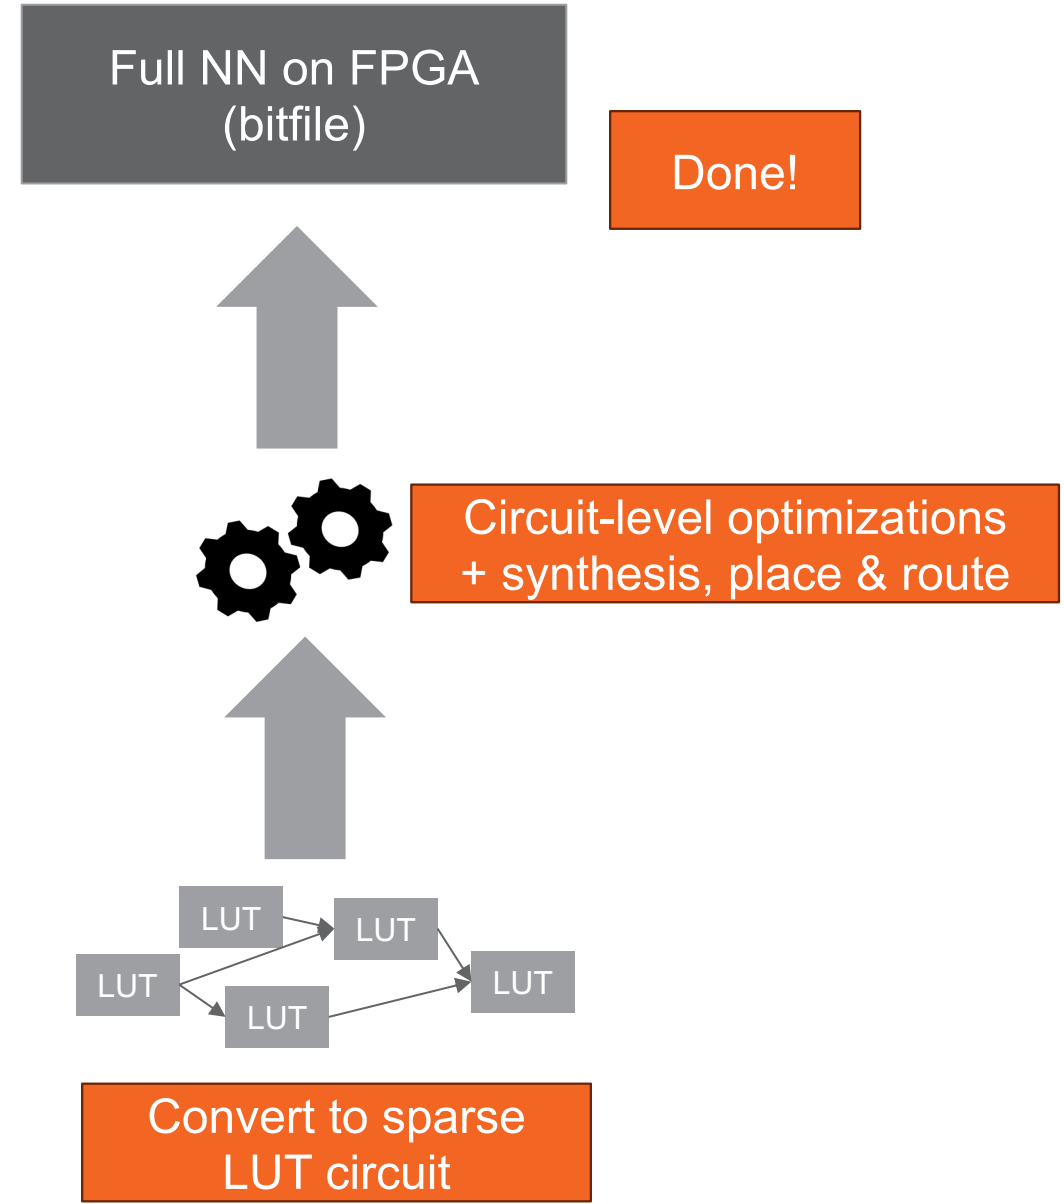 Full NN on FPGA
(bitfile)
Done!
Circuit-level optimizations
+ synthesis, place & route
LUT
LUT
LUT
LUT
LUT
Convert to sparse
LUT circuit